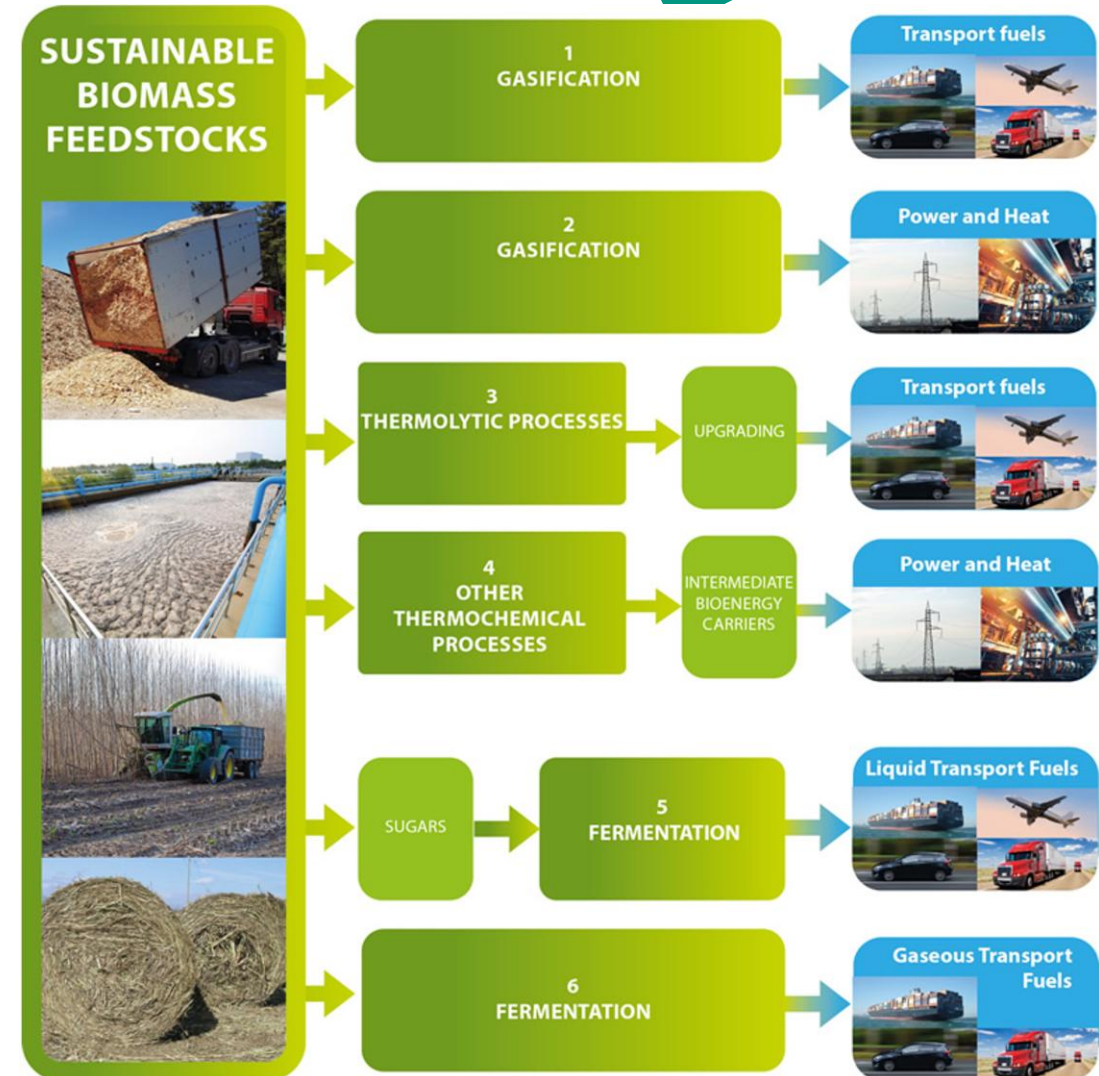 SUSTAINABLE
BIOMASS
FEEDSTOCKS
1
GASIFICATION
Transport fuels
2
GASIFICATION
Power and Heat
3
THERMOLYTIC PROCESSES
UPGRADING
Transport fuels
4
OTHER
THERMOCHEMICAL
PROCESSES
INTERMEDIATE
BIOENERGY
CARRIERS
Power and Heat
SUGARS
5
FERMENTATION
Liquid Transport Fuels
6
FERMENTATION
Gaseous Transport
Fuels